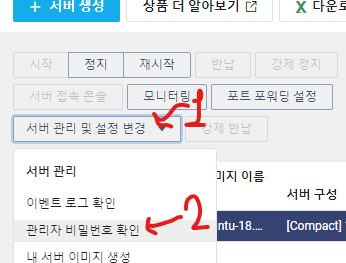 + 서버 생성
상품 더 알아보기
X 다운로
시작 정지 재시작 반납 강제 정지
서버 접속 콘솔 모니터링 포트 포워딩 설정
서버 관리 및 설정 변경 1 강제 반납
서버 관리
이미지 이름
서버 구성
이벤트 로그 확인
관리자 비밀번호 확인 2 ntu-18.... [Compact]
내 서버 이미지 생성